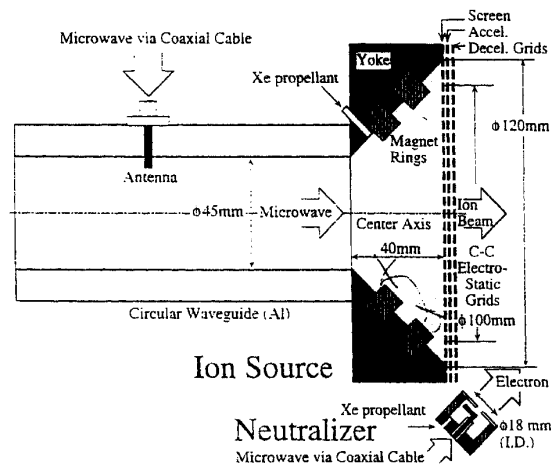 Screen
Accel.
Decel. Grids
Microwave via Coaxial Cable
Yoke
Xe propellant
Magnet
Rings
ϕ120mm
Antenna
ϕ45mm
Microwave
Center Axis
Ion
Beam
40mm
C-C
Electro-
Static
Grids
ϕ100mm
Circular Waveguide (Al)
Ion Source
Electron
Xe propellant
Neutralizer
ϕ18 mm
(I.D.)
Microwave via Coaxial Cable